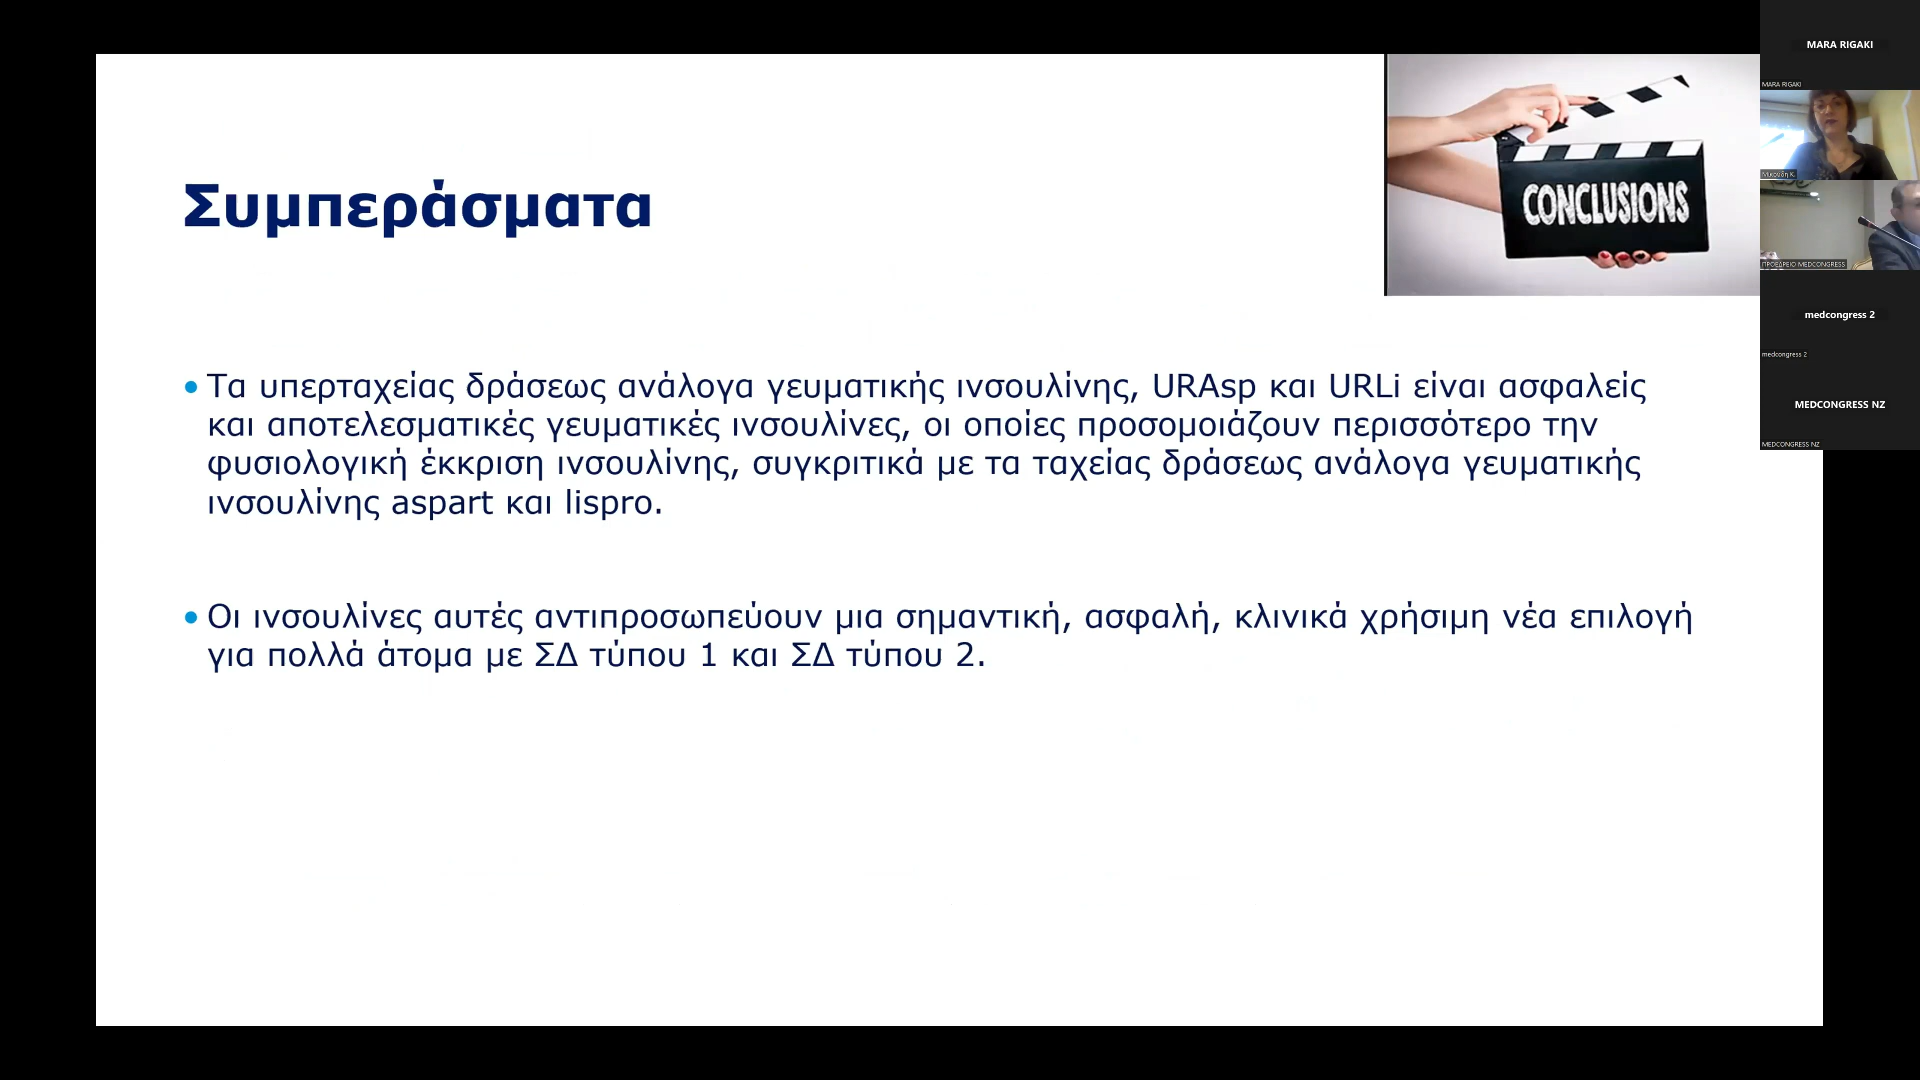 Συμπεράσματα
CONCLUSIONS
• Τα υπερταχείας δράσεως ανάλογα γευματικής ινσουλίνης, URAsp και URLi είναι ασφαλείς
και αποτελεσματικές γευματικές ινσουλίνες, οι οποίες προσομοιάζουν περισσότερο την
φυσιολογική έκκριση ινσουλίνης, συγκριτικά με τα ταχείας δράσεως ανάλογα γευματικής
ινσουλίνης aspart και lispro.
• Οι ινσουλίνες αυτές αντιπροσωπεύουν μια σημαντική, ασφαλή, κλινικά χρήσιμη νέα επιλογή
για πολλά άτομα με ΣΔ τύπου 1 και ΣΔ τύπου 2.
MARA RIGAKI
MARA RIGAKI
ΠΡΟΕΔΡΕΙΟ MEDCONGRESS
medcongress 2
medcongress 2
MEDCONGRESS NZ
MEDCONGRESS NZ